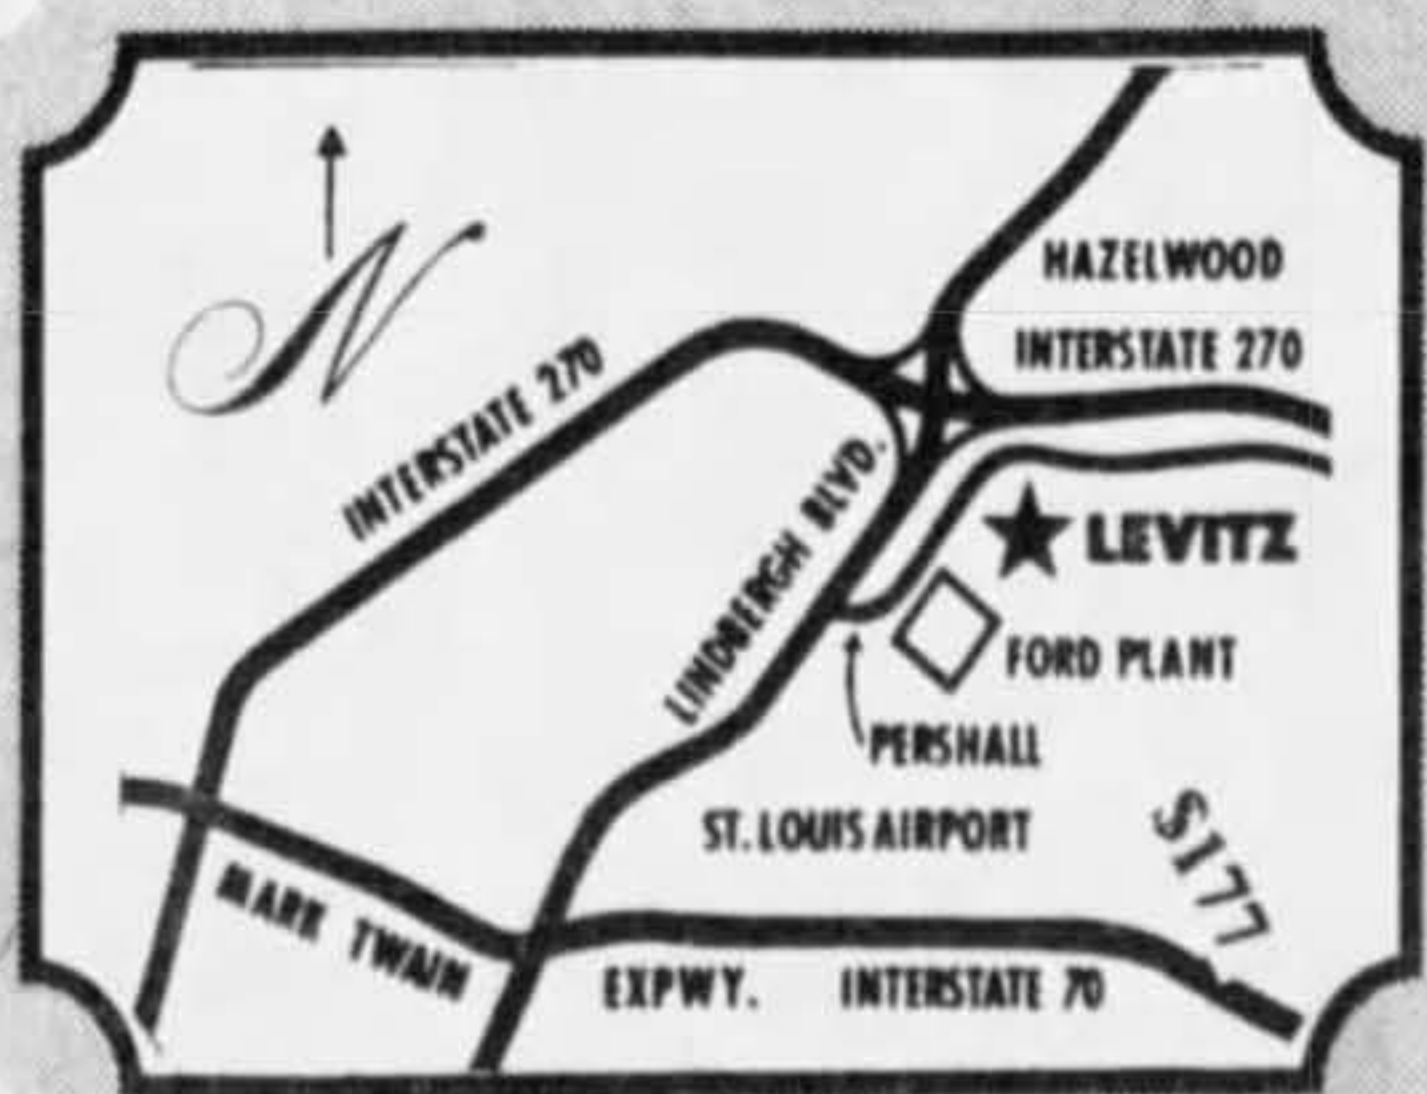 N
HAZELWOOD
INTERSTATE 270
INTERSTATE 270
LINDBERGH BLVD.
LEVITZ
FORD PLANT
PERSHALL
ST. LOUIS AIRPORT
$177
MARK TWAIN
EXPWY. INTERSTATE 70